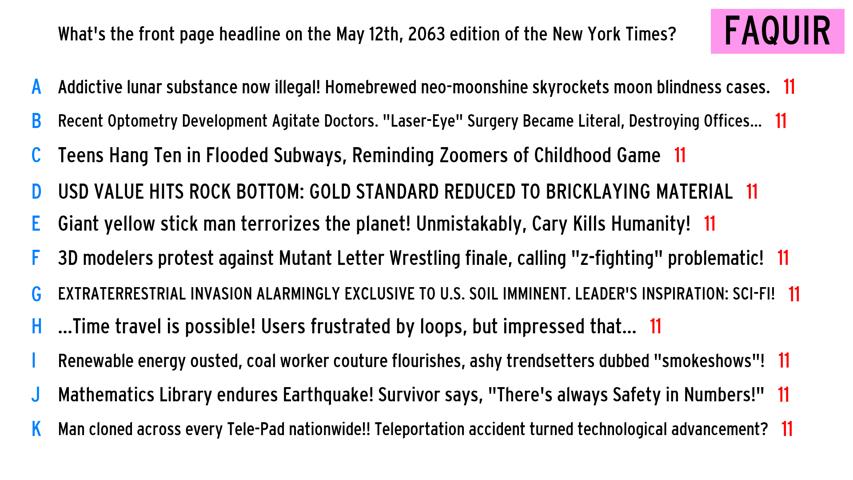 What's the front page headline on the May 12th, 2063 edition of the New York Times?
FAQUIR
A Addictive lunar substance now illegal! Homebrewed neo-moonshine skyrockets moon blindness cases. 11
B Recent Optometry Development Agitate Doctors. "Laser-Eye" Surgery Became Literal, Destroying Offices... 11
C Teens Hang Ten in Flooded Subways, Reminding Zoomers of Childhood Game 11
D USD VALUE HITS ROCK BOTTOM: GOLD STANDARD REDUCED TO BRICKLAYING MATERIAL 11
E Giant yellow stick man terrorizes the planet! Unmistakably, Cary Kills Humanity! 11
F 3D modelers protest against Mutant Letter Wrestling finale, calling "z-fighting" problematic! 11
G EXTRATERRESTRIAL INVASION ALARMINGLY EXCLUSIVE TO U.S. SOIL IMMINENT. LEADER'S INSPIRATION: SCI-FI! 11
H ...Time travel is possible! Users frustrated by loops, but impressed that... 11
I Renewable energy ousted, coal worker couture flourishes, ashy trendsetters dubbed "smokeshows"! 11
J Mathematics Library endures Earthquake! Survivor says, "There's always Safety in Numbers!" 11
K Man cloned across every Tele-Pad nationwide!! Teleportation accident turned technological advancement? 11